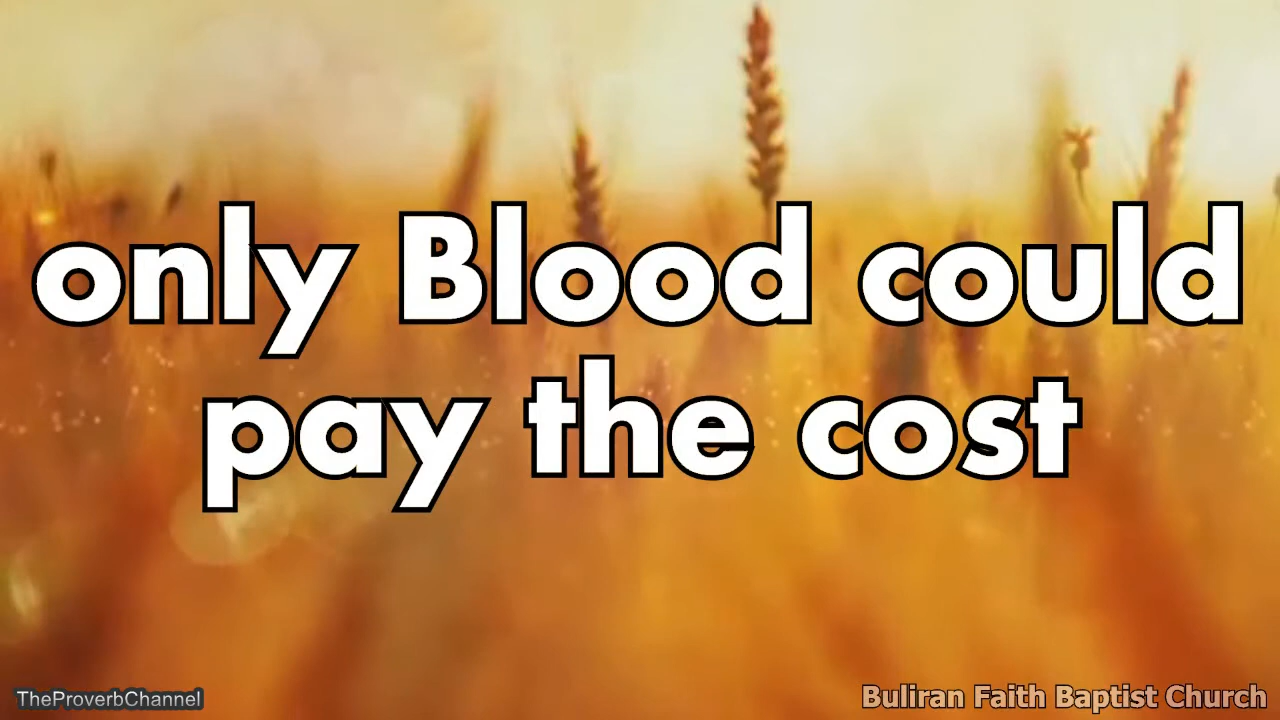 only Blood could
pay the cost
TheProverbChannel
Buliran Faith Baptist Church